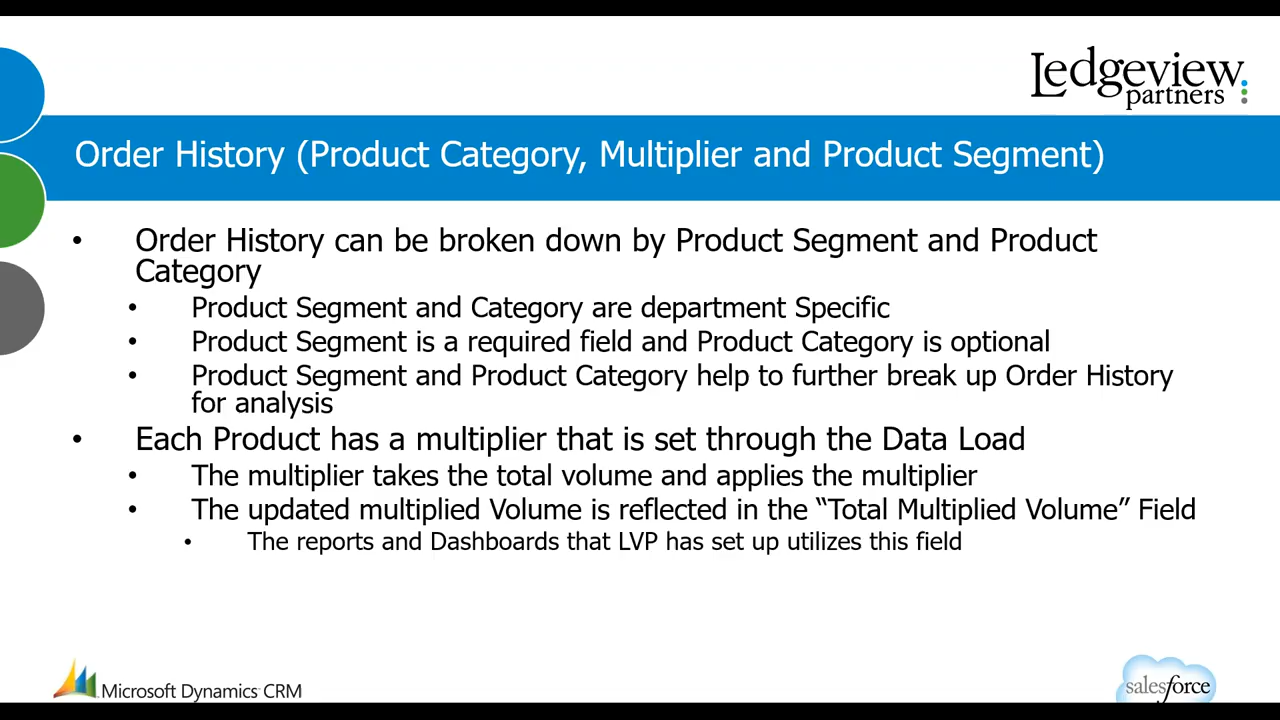 Ledgeview
partners
Order History (Product Category, Multiplier and Product Segment)
• Order History can be broken down by Product Segment and Product
Category
• Product Segment and Category are department Specific
• Product Segment is a required field and Product Category is optional
• Product Segment and Product Category help to further break up Order History
for analysis
• Each Product has a multiplier that is set through the Data Load
• The multiplier takes the total volume and applies the multiplier
• The updated multiplied Volume is reflected in the “Total Multiplied Volume” Field
• The reports and Dashboards that LVP has set up utilizes this field
Microsoft Dynamics CRM
salesforce